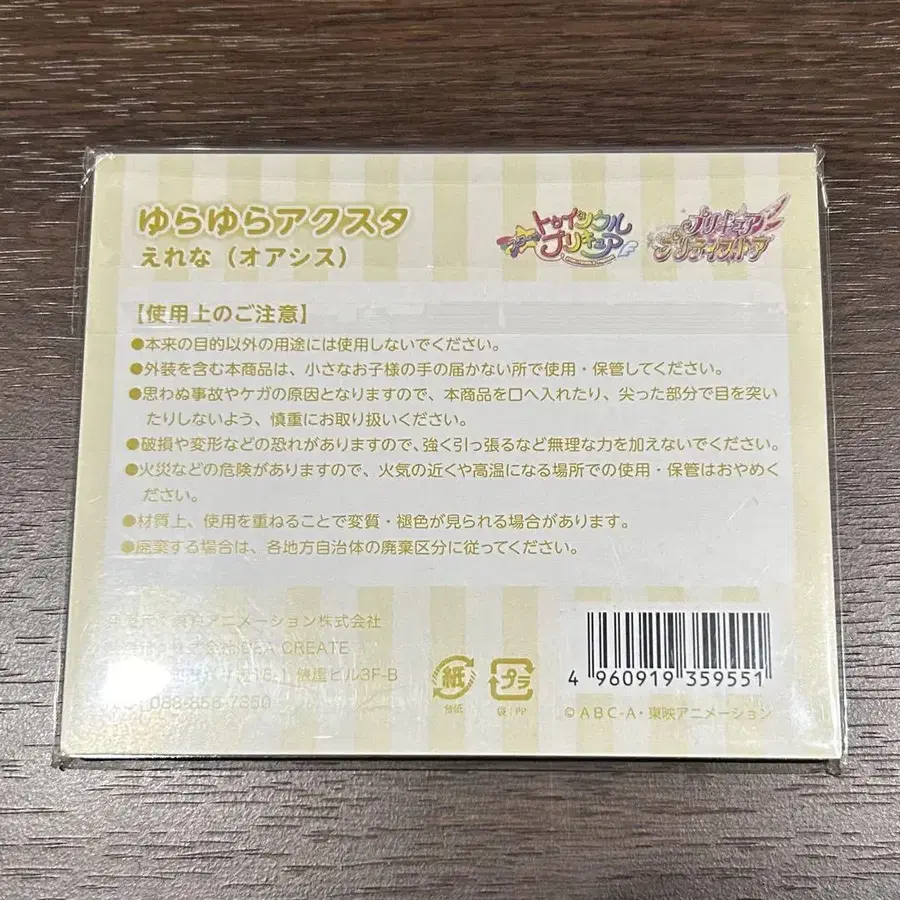 ゆらゆらアクスタ
えれな（オアシス）
トゥインクル
プリキュア
プリキュア
プリティストア
【使用上のご注意】
●本来の目的以外の用途には使用しないでください。
●外装を含む本商品は、小さなお子様の手の届かない所で使用・保管してください。
●思わぬ事故やケガの原因となりますので、本商品を口へ入れたり、尖った部分で目を突い
たりしないよう、慎重にお取り扱いください。
●破損や変形などの恐れがありますので、強く引っ張るなど無理な力を加えないでください。
●火災などの危険がありますので、火気の近くや高温になる場所での使用・保管はおやめく
ださい。
●材質上、使用を重ねることで変質・褪色が見られる場合があります。
●廃棄する場合は、各地方自治体の廃棄区分に従ってください。
アニメーション株式会社
株式会社 CREATE
ビル3F-B
紙
台紙
プラ
袋:PP
4 960919 359551
©ABC-A・東映アニメーション